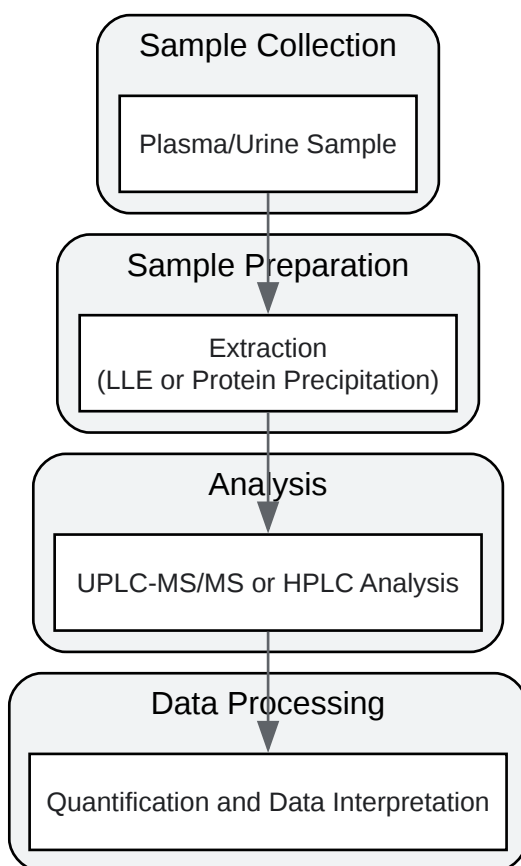 Sample Collection
Plasma/Urine Sample
Sample Preparation
Extraction
(LLE or Protein Precipitation)
Analysis
UPLC-MS/MS or HPLC Analysis
Data Processing
Quantification and Data Interpretation